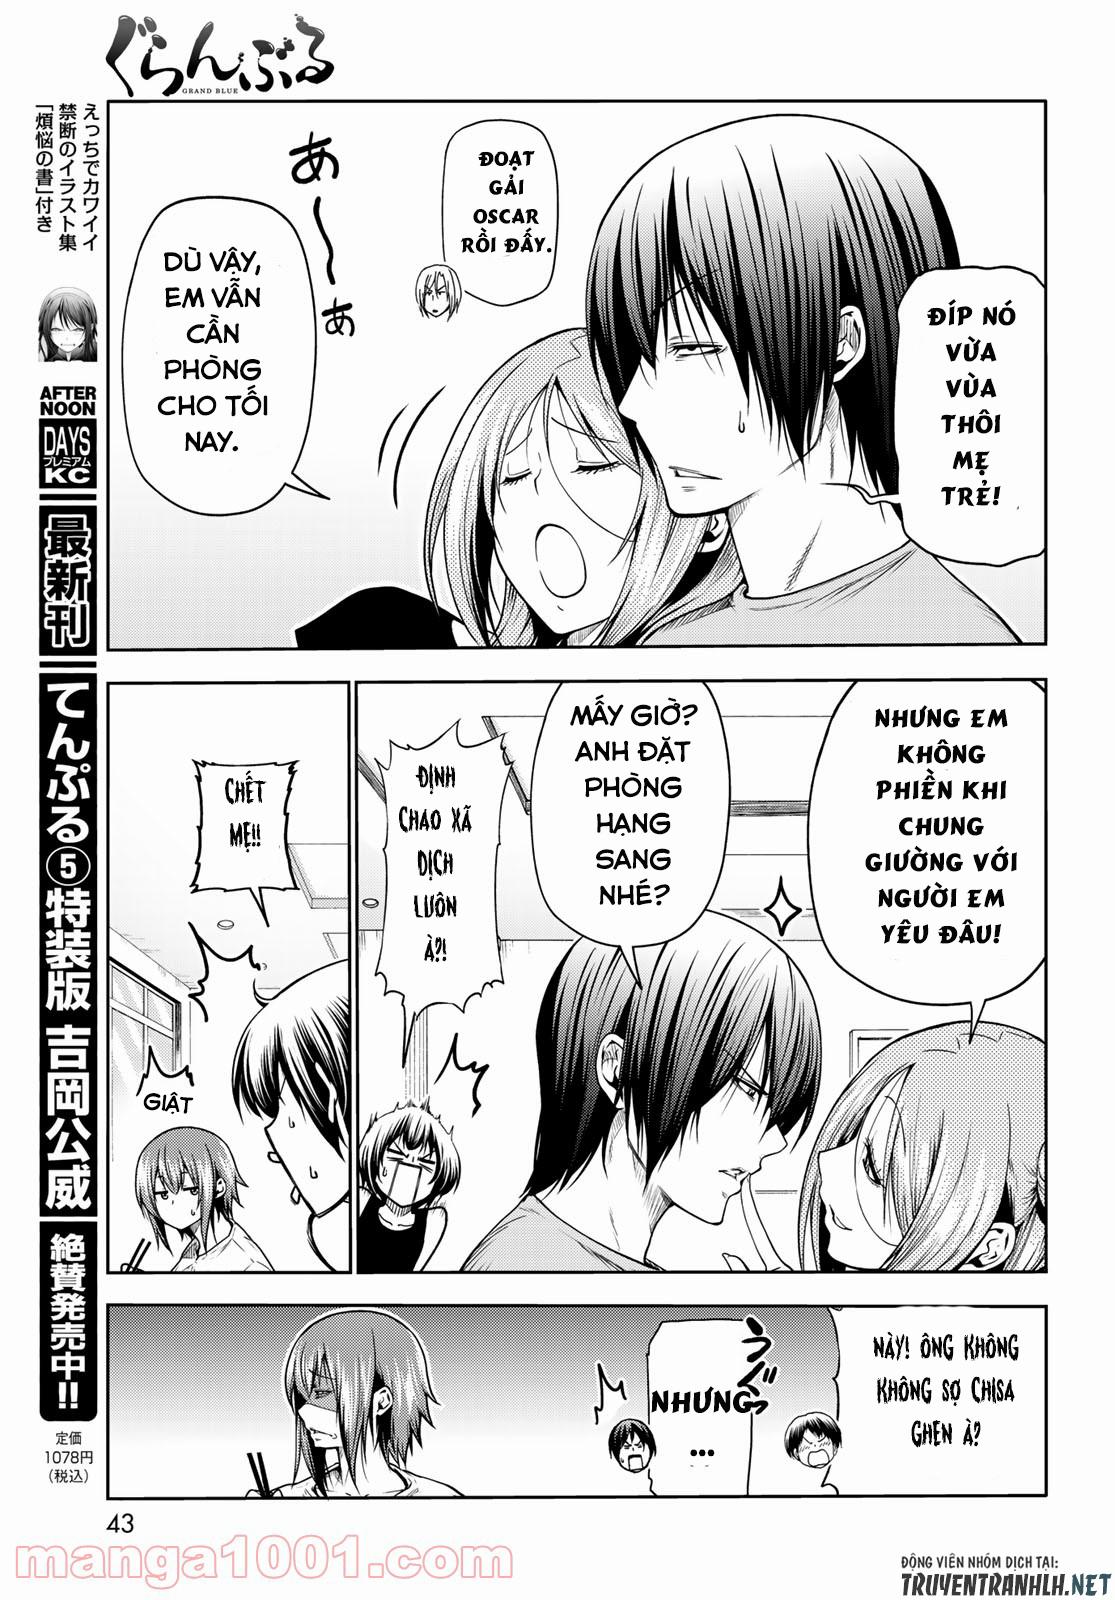 ぐらんぶる
GRAND BLUE
えっちでカワイイ
禁断のイラスト集
「煩悩の書」付き
AFTER
NOON
DAYS
プレミアム
KC
最新刊
てんぷる⑤特装版 吉岡公威
絶賛発売中!!
定価
1078円
(税込)
ĐÍP NÓ
VỪA
VÙA
THÔI
MẸ
TRẺ!
ĐOẠT
GẢI
OSCAR
RỒI ĐẤY.
あ～ぁ
DÙ VẬY,
EM VẪN
CẦN
PHÒNG
CHO TỐI
NAY.
NHƯNG EM
KHÔNG
PHIỀN KHI
CHUNG
GIƯỜNG VỚI
NGƯỜI EM
YÊU ĐÂU!
MẤY GIỜ?
ANH ĐẶT
PHÒNG
HẠNG
SANG
NHÉ?
ĐỊNH
CHAO XÃ
DỊCH
LUÔN
À?!
CHẾT
MẸ!!
GIẬT
NÀY! ÔNG KHÔNG
KHÔNG SỢ CHISA
GHEN À?
うぐっ
NHƯNG
...
43
manga1001.com
ĐỘNG VIÊN NHÓM DỊCH TẠI:
TRUYENTRANHLH.NET